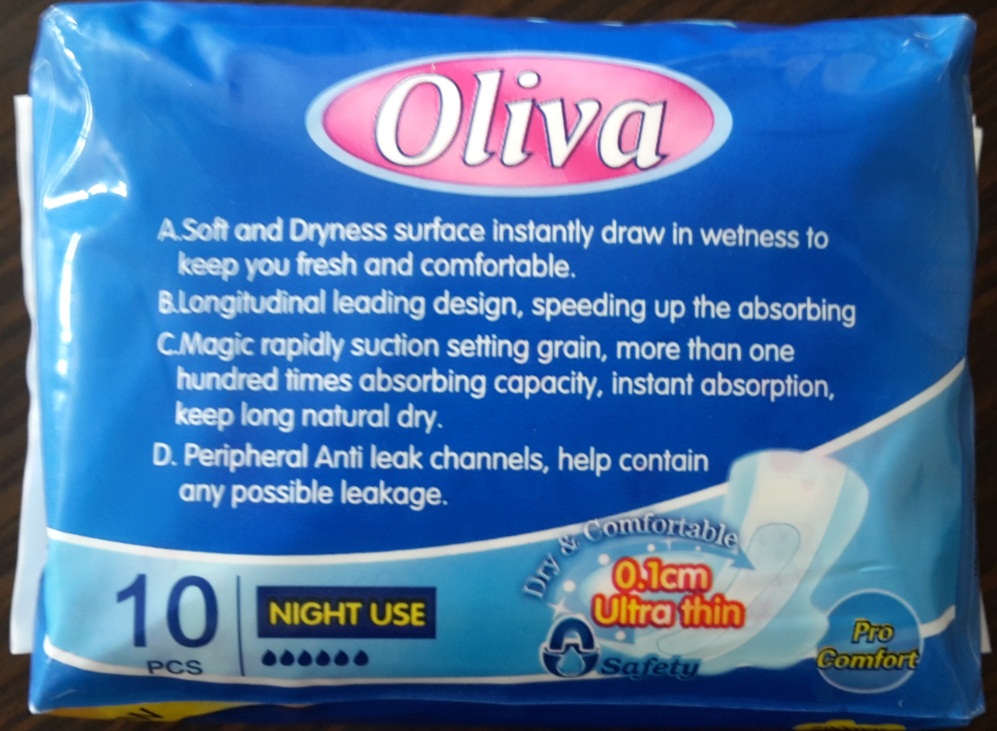 Oliva
A.Soft and Dryness surface instantly draw in wetness to
keep you fresh and comfortable.
B.Longitudinal leading design, speeding up the absorbing
C.Magic rapidly suction setting grain, more than one
hundred times absorbing capacity, instant absorption,
keep long natural dry.
D. Peripheral Anti leak channels, help contain
any possible leakage.
Dry & Comfortable
0.1cm
Ultra thin
Safety
10
PCS
NIGHT USE
Pro
Comfort